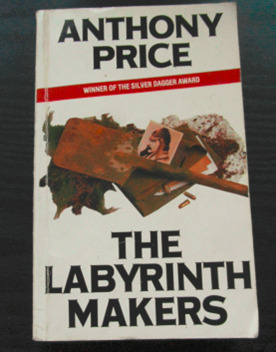 ANTHONY
PRICE
WINNER OF THE SILVER DAGGER AWARD
THE
LABYRINTH
MAKERS